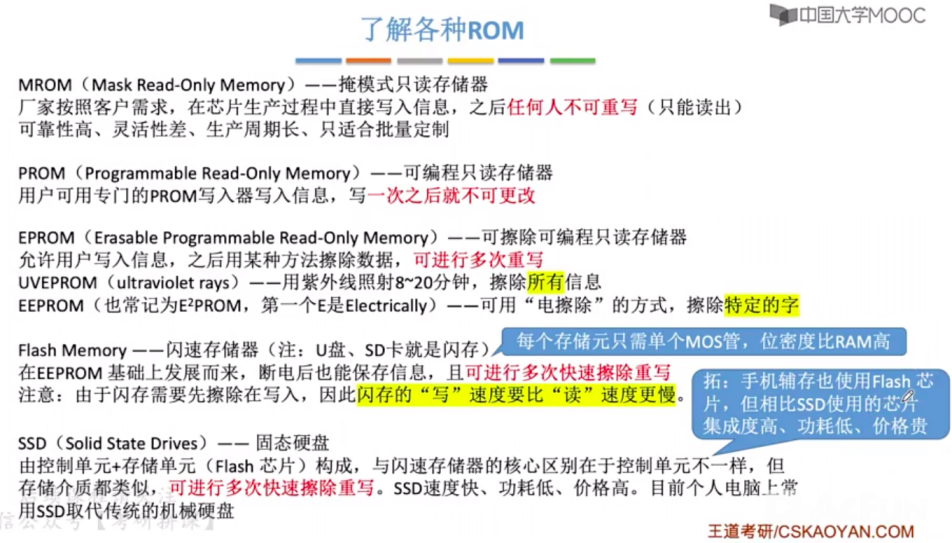 中国大学MOOC
了解各种ROM
MROM（Mask Read-Only Memory）——掩模式只读存储器
厂家按照客户需求，在芯片生产过程中直接写入信息，之后任何人不可重写（只能读出）
可靠性高、灵活性差、生产周期长、只适合批量定制
PROM（Programmable Read-Only Memory）——可编程只读存储器
用户可用专门的PROM写入器写入信息，写一次之后就不可更改
EPROM（Erasable Programmable Read-Only Memory）——可擦除可编程只读存储器
允许用户写入信息，之后用某种方法擦除数据，可进行多次重写
UVEPROM（ultraviolet rays）——用紫外线照射8~20分钟，擦除所有信息
EEPROM（也常记为E²PROM，第一个E是Electrically）——可用“电擦除”的方式，擦除特定的字
每个存储元只需单个MOS管，位密度比RAM高
Flash Memory ——闪速存储器（注：U盘、SD卡就是闪存）
在EEPROM 基础上发展而来，断电后也能保存信息，且可进行多次快速擦除重写
注意：由于闪存需要先擦除在写入，因此闪存的“写”速度要比“读”速度更慢。
拓：手机辅存也使用Flash 芯
片，但相比SSD使用的芯片
集成度高、功耗低、价格贵
SSD（Solid State Drives）—— 固态硬盘
由控制单元+存储单元（Flash 芯片）构成，与闪速存储器的核心区别在于控制单元不一样，但
存储介质都类似，可进行多次快速擦除重写。SSD速度快、功耗低、价格高。目前个人电脑上常
用SSD取代传统的机械硬盘
王道考研/CSKAOYAN.COM